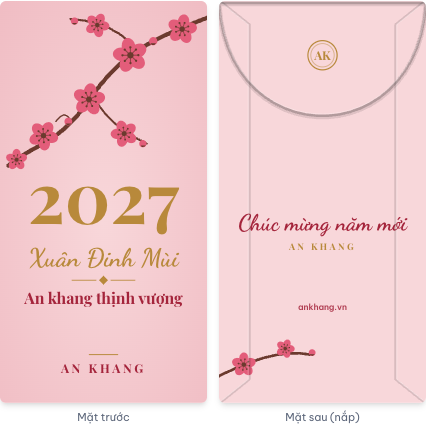 2027
Xuân Đinh Mùi
An khang thịnh vượng
AN KHANG
Mặt trước
AK
Chúc mừng năm mới
AN KHANG
ankhang.vn
Mặt sau (nắp)